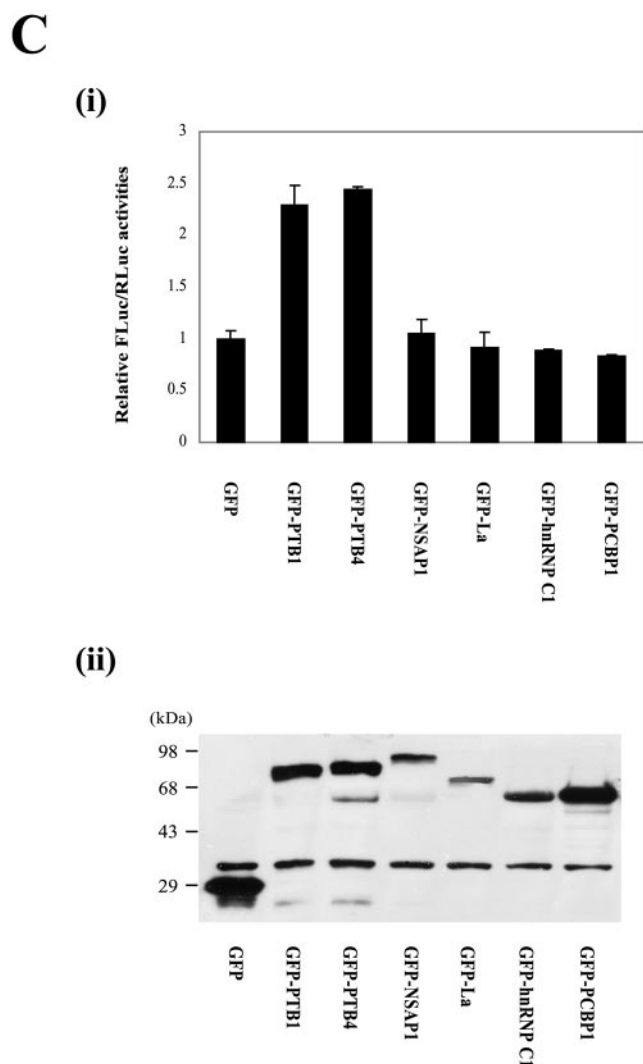 C
(i)
Relative FLuc/RLuc activities
3
2.5
2
1.5
1
0.5
0
GFP
GFP-PTB1
GFP-PTB4
GFP-NSAP1
GFP-La
GFP-hnRNP C1
GFP-PCBP1
(ii)
(kDa)
98
68
43
29
GFP
GFP-PTB1
GFP-PTB4
GFP-NSAP1
GFP-La
GFP-hnRNP C1
GFP-PCBP1